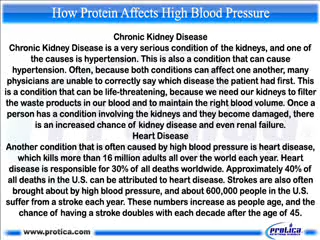 How Protein Affects High Blood Pressure
Chronic Kidney Disease
Chronic Kidney Disease is a very serious condition of the kidneys, and one of
the causes is hypertension. This is also a condition that can cause
hypertension. Often, because both conditions can affect one another, many
physicians are unable to correctly say which disease the patient had first. This
is a condition that can be life-threatening, because we need our kidneys to filter
the waste products in our blood and to maintain the right blood volume. Once a
person has a condition involving the kidneys and they become damaged, there
is an increased chance of kidney disease and even renal failure.
Heart Disease
Another condition that is often caused by high blood pressure is heart disease,
which kills more than 16 million adults all over the world each year. Heart
disease is responsible for 30% of all deaths worldwide. Approximately 40% of
all deaths in the U.S. can be attributed to heart disease. Strokes are also often
brought about by high blood pressure, and about 600,000 people in the U.S.
suffer from a stroke each year. These numbers increase as people age, and the
chance of having a stroke doubles with each decade after the age of 45.
www.protica.com
protica